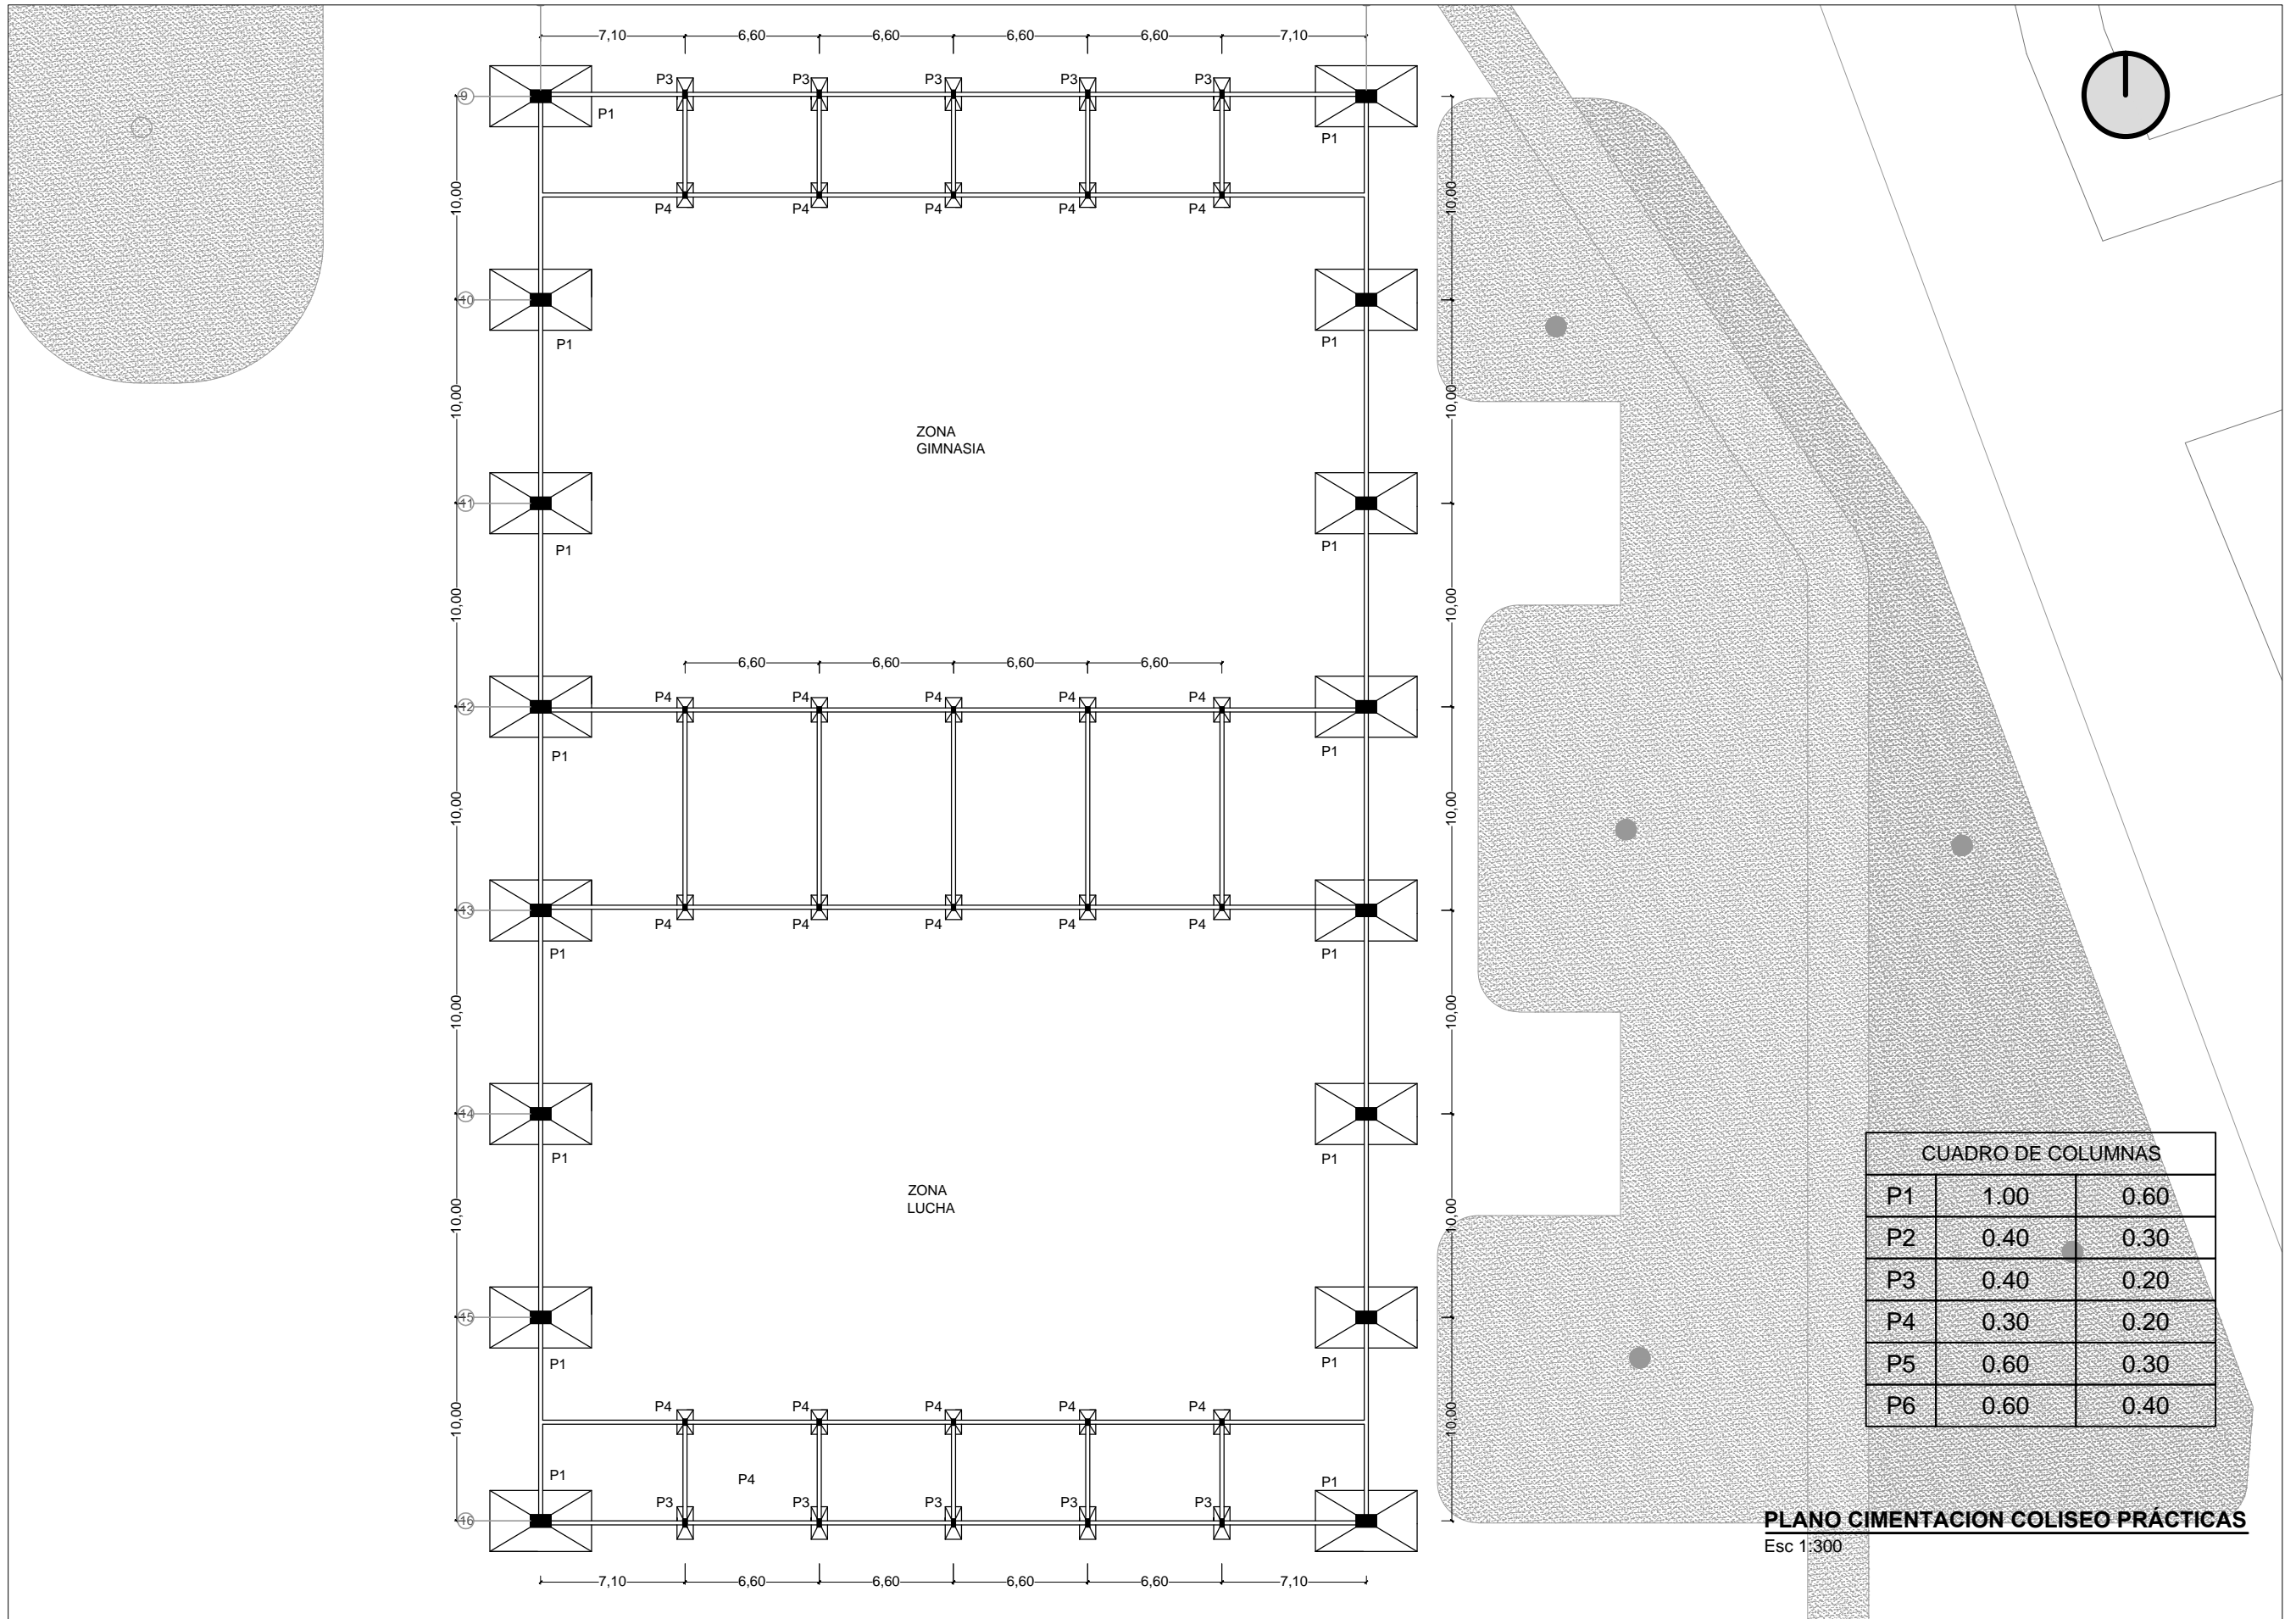 7,10 6,60 6,60 6,60 6,60 7,10
P3 P3 P3 P3 P3
9
P1 P1
10,00 10,00
P4 P4 P4 P4 P4
10
P1 P1
10,00 10,00
ZONA
GIMNASIA
11
P1 P1
10,00 10,00
6,60 6,60 6,60 6,60
P4 P4 P4 P4 P4
12
P1 P1
10,00 10,00
13
P4 P4 P4 P4 P4
P1 P1
10,00 10,00
14
P1 P1
ZONA
LUCHA
10,00 10,00
15
P1 P1
P4 P4 P4 P4 P4
10,00 10,00
P1 P4 P1
P3 P3 P3 P3 P3
16
7,10 6,60 6,60 6,60 6,60 7,10
CUADRO DE COLUMNAS
P1 1.00 0.60
P2 0.40 0.30
P3 0.40 0.20
P4 0.30 0.20
P5 0.60 0.30
P6 0.60 0.40
PLANO CIMENTACION COLISEO PRÁCTICAS
Esc 1:300